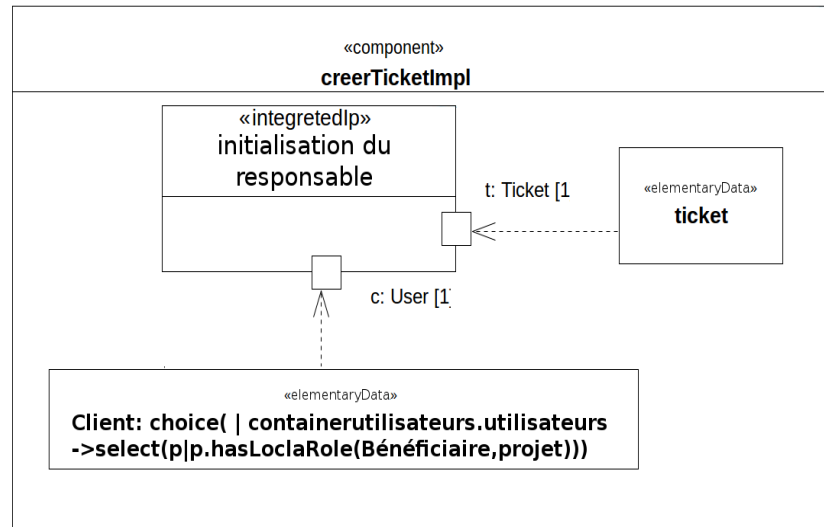 «component»
creerTicketImpl
«integretedIp»
initialisation du
responsable
t: Ticket [1
«elementaryData»
ticket
c: User [1]
«elementaryData»
Client: choice( | containerutilisateurs.utilisateurs
->select(p|p.hasLoclaRole(Bénéficiaire,projet)))